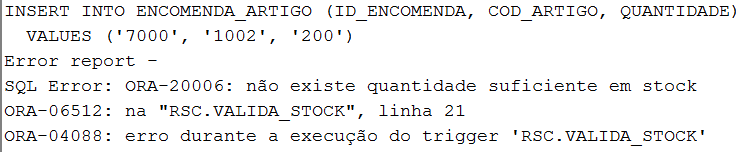 INSERT INTO ENCOMENDA_ARTIGO (ID_ENCOMENDA, COD_ARTIGO, QUANTIDADE)
VALUES ('7000', '1002', '200')
Error report -
SQL Error: ORA-20006: não existe quantidade suficiente em stock
ORA-06512: na "RSC.VALIDA_STOCK", linha 21
ORA-04088: erro durante a execução do trigger 'RSC.VALIDA_STOCK'